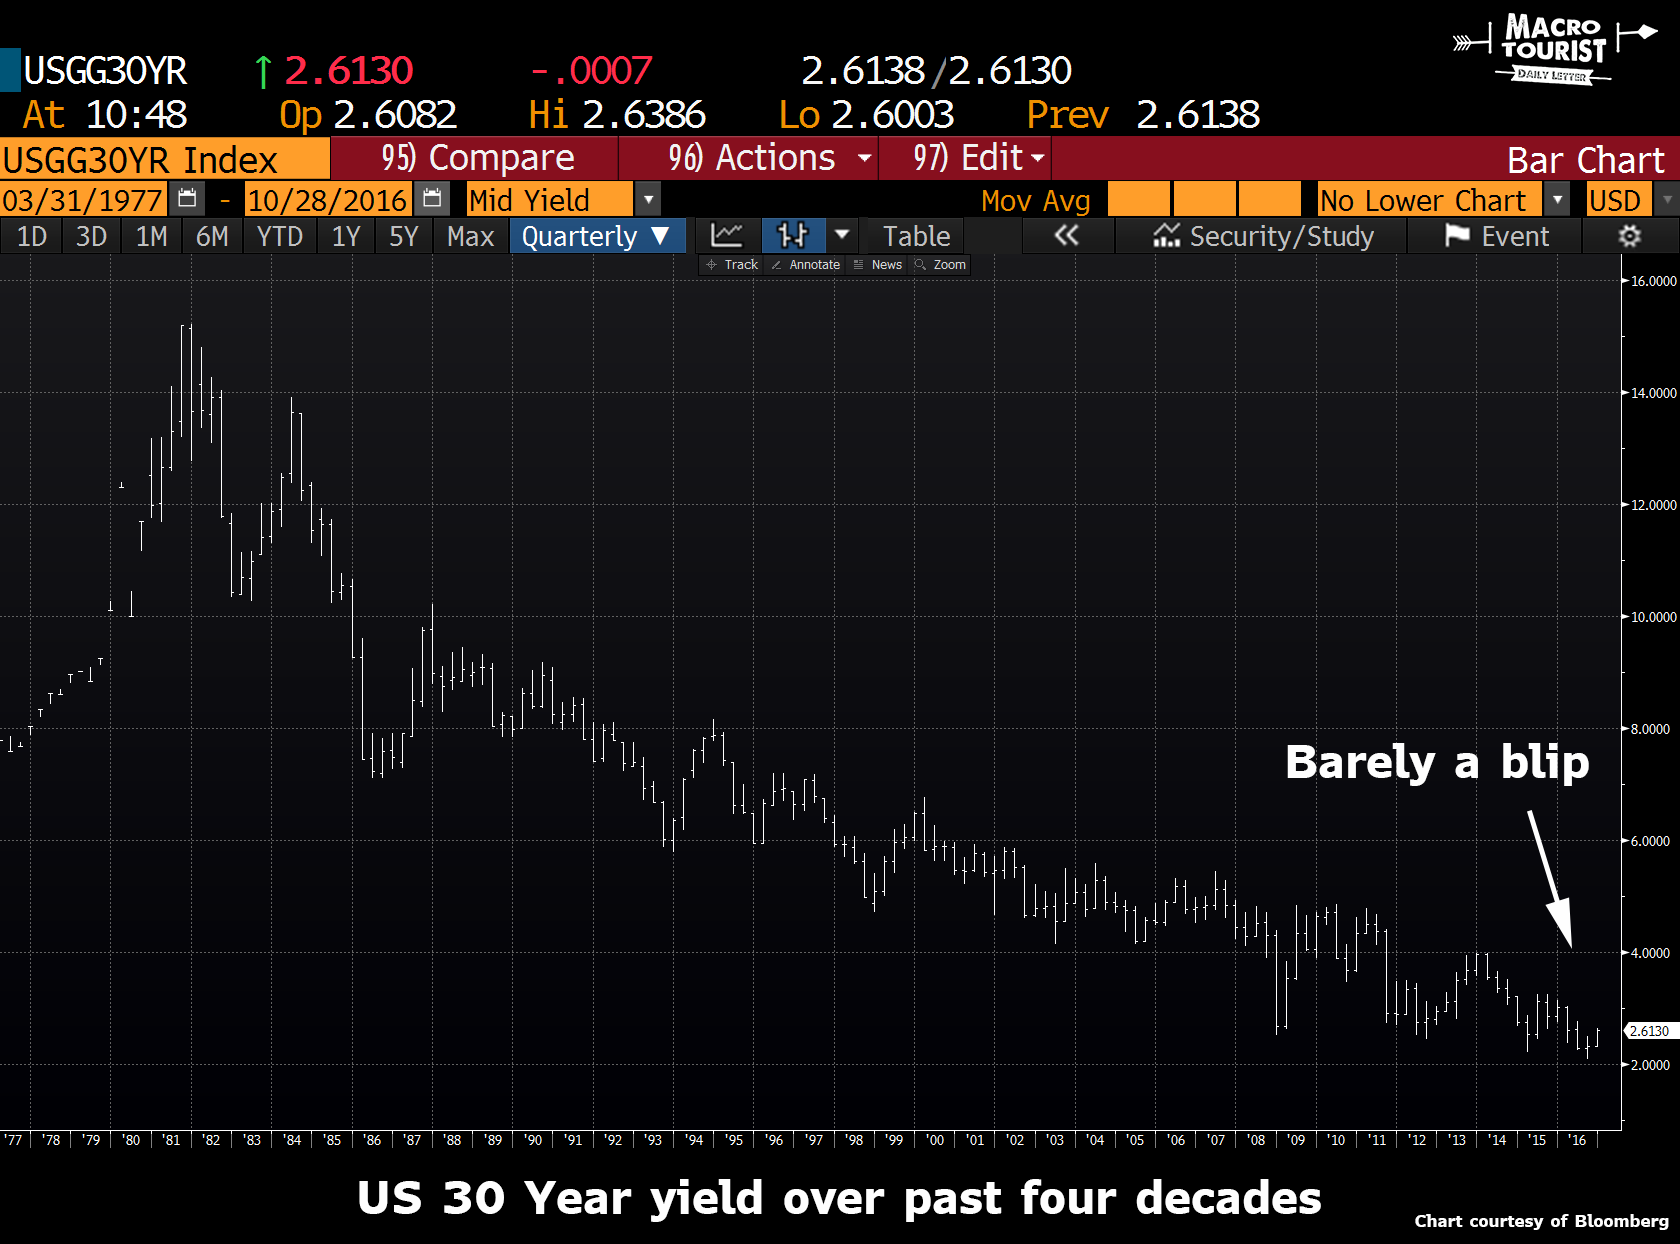 MACRO
TOURIST
DAILY LETTER
USGG30YR ↑ 2.6130 -.0007 2.6138/2.6130
At 10:48 Op 2.6082 Hi 2.6386 Lo 2.6003 Prev 2.6138
USGG30YR Index 95) Compare 96) Actions 97) Edit Bar Chart
03/31/1977 - 10/28/2016 Mid Yield Mov Avg No Lower Chart USD
1D 3D 1M 6M YTD 1Y 5Y Max Quarterly ▼ Table « Security/Study Event
Track Annotate News Zoom
16.0000
14.0000
12.0000
10.0000
8.0000
Barely a blip
6.0000
4.0000
2.6130
2.0000
'77 '78 '79 '80 '81 '82 '83 '84 '85 '86 '87 '88 '89 '90 '91 '92 '93 '94 '95 '96 '97 '98 '99 '00 '01 '02 '03 '04 '05 '06 '07 '08 '09 '10 '11 '12 '13 '14 '15 '16
US 30 Year yield over past four decades
Chart courtesy of Bloomberg